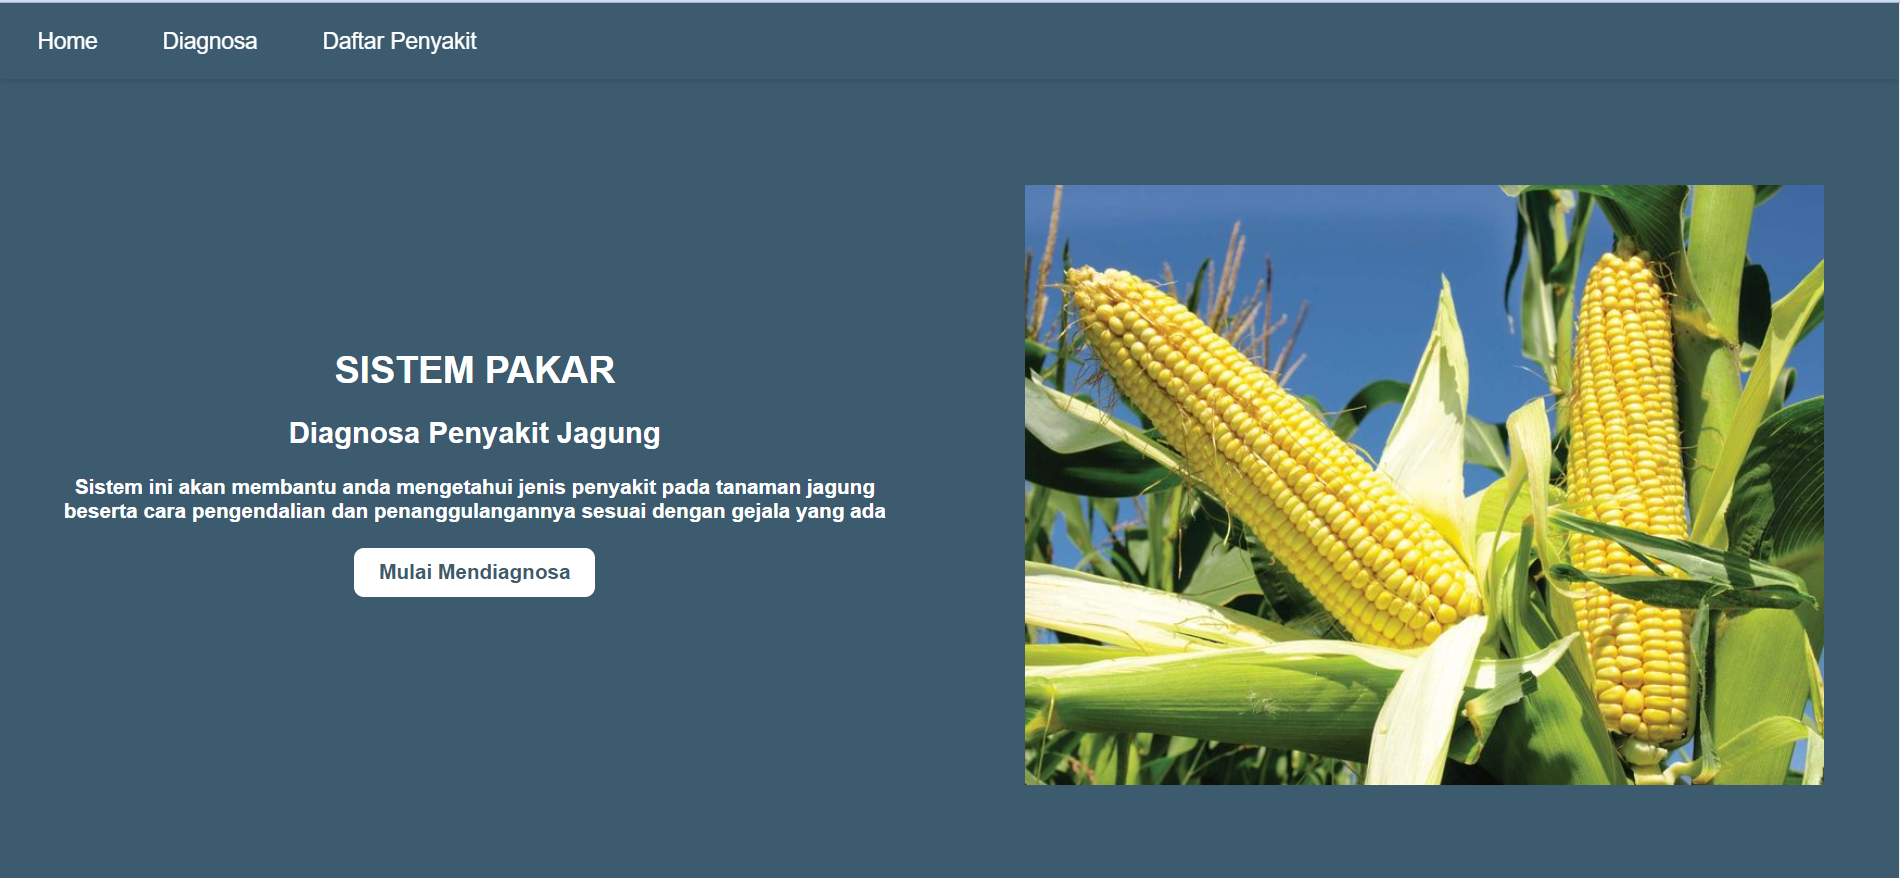 Home Diagnosa Daftar Penyakit
SISTEM PAKAR
Diagnosa Penyakit Jagung
Sistem ini akan membantu anda mengetahui jenis penyakit pada tanaman jagung
beserta cara pengendalian dan penanggulangannya sesuai dengan gejala yang ada
Mulai Mendiagnosa